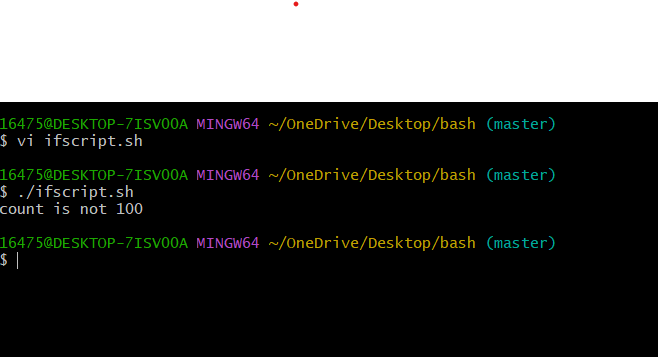 16475@DESKTOP-7ISV00A MINGW64 ~/OneDrive/Desktop/bash (master)
$ vi ifscript.sh
16475@DESKTOP-7ISV00A MINGW64 ~/OneDrive/Desktop/bash (master)
$ ./ifscript.sh
count is not 100
16475@DESKTOP-7ISV00A MINGW64 ~/OneDrive/Desktop/bash (master)
$